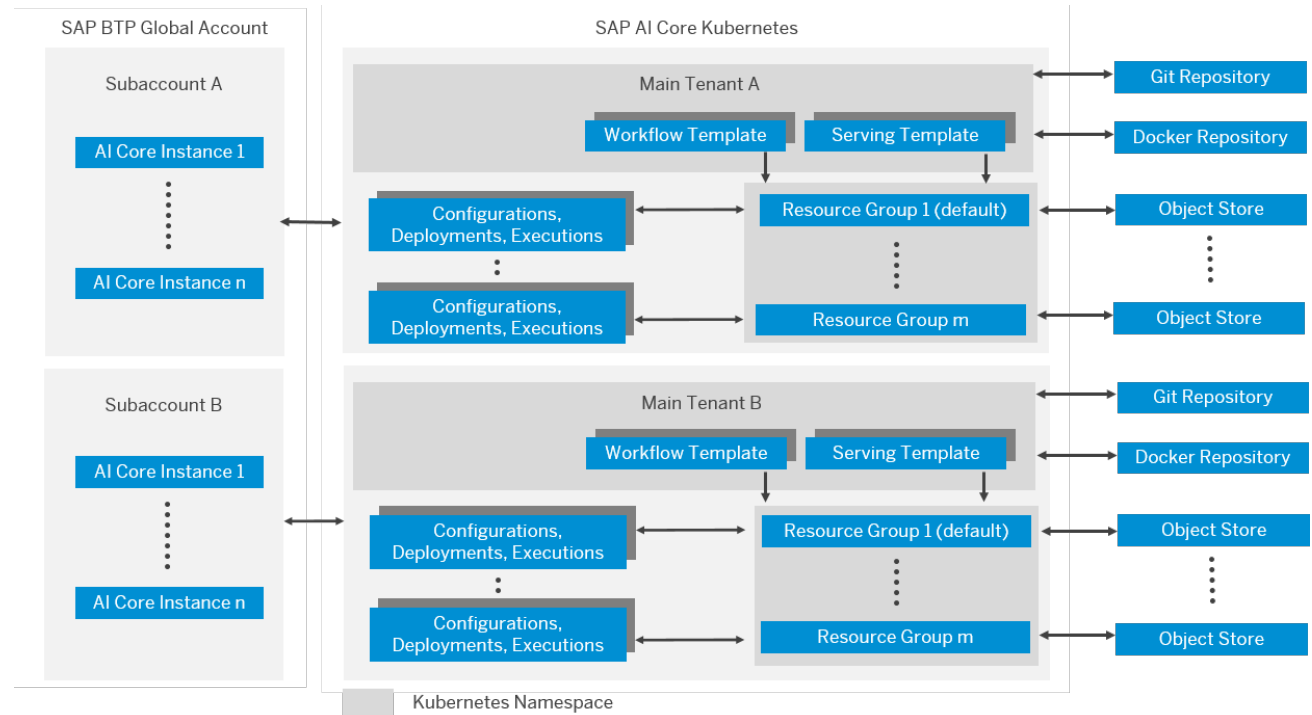 SAP BTP Global Account
SAP AI Core Kubernetes
Subaccount A
AI Core Instance 1
AI Core Instance n
Main Tenant A
Workflow Template
Serving Template
Configurations,
Deployments, Executions
Configurations,
Deployments, Executions
Resource Group 1 (default)
Resource Group m
Git Repository
Docker Repository
Object Store
Object Store
Subaccount B
AI Core Instance 1
AI Core Instance n
Main Tenant B
Workflow Template
Serving Template
Configurations,
Deployments, Executions
Configurations,
Deployments, Executions
Resource Group 1 (default)
Resource Group m
Git Repository
Docker Repository
Object Store
Object Store
Kubernetes Namespace